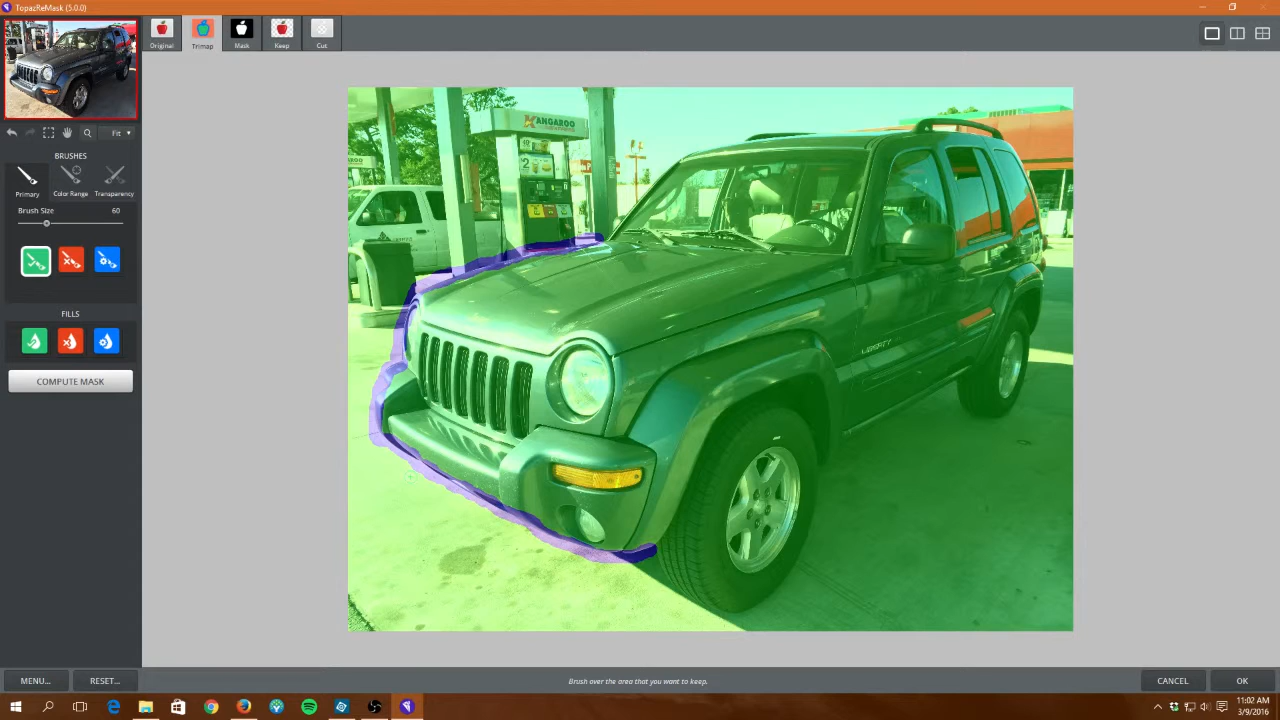 TopazReMask (5.0.0)
Original
Trimap
Mask
Keep
Cut
Fit
BRUSHES
Primary
Color Range
Transparency
Brush Size
60
FILLS
COMPUTE MASK
KANGAROO
LIBERTY
MENU...
RESET...
Brush over the area that you want to keep.
CANCEL
OK
11:02 AM
3/9/2016